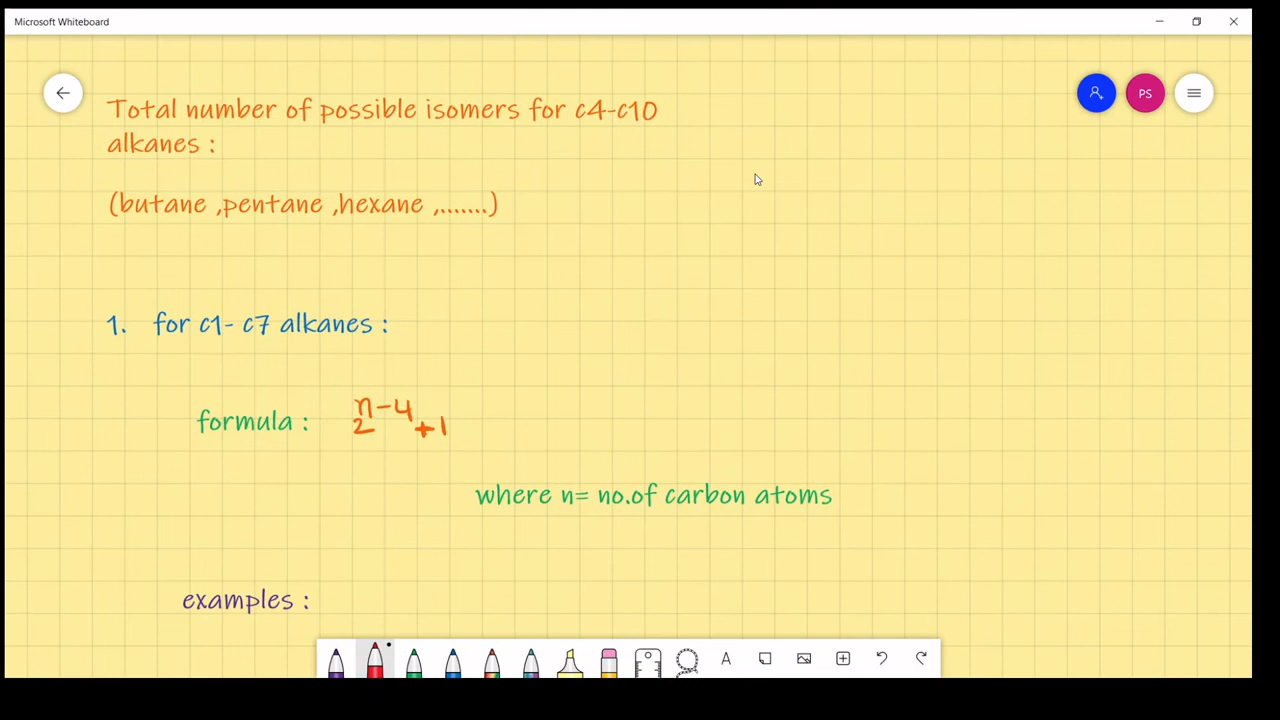 Microsoft Whiteboard
PS
Total number of possible isomers for c4-c10
alkanes :
(butane ,pentane ,hexane ,.......)
1. for c1- c7 alkanes :
formula : 2^n-4 +1
where n= no.of carbon atoms
examples :
A